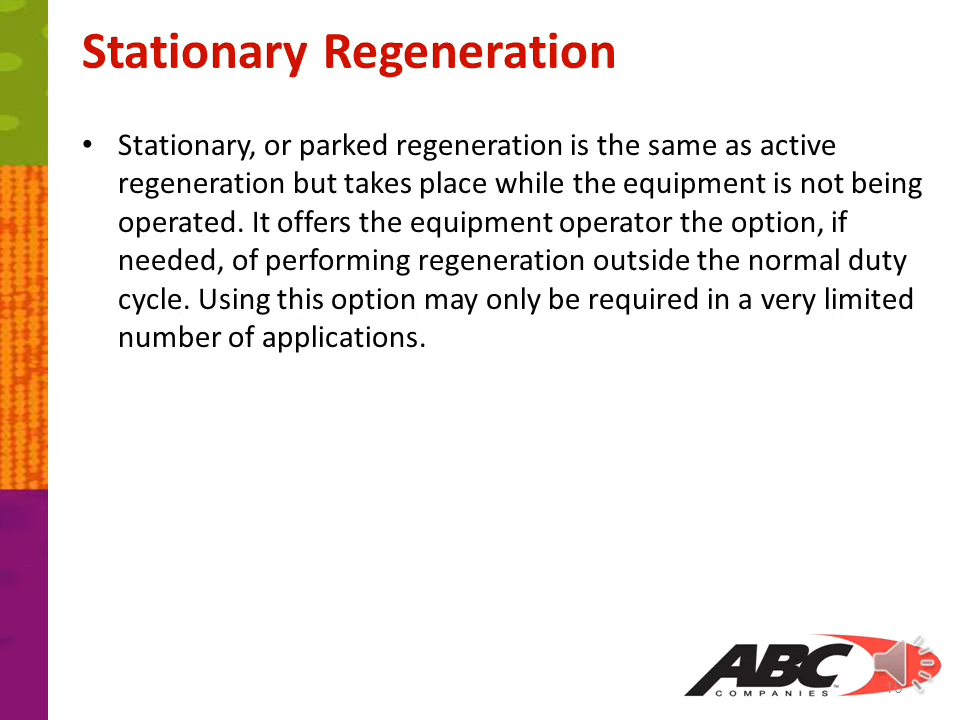 Stationary Regeneration
• Stationary, or parked regeneration is the same as active
regeneration but takes place while the equipment is not being
operated. It offers the equipment operator the option, if
needed, of performing regeneration outside the normal duty
cycle. Using this option may only be required in a very limited
number of applications.
ABC
COMPANIES™